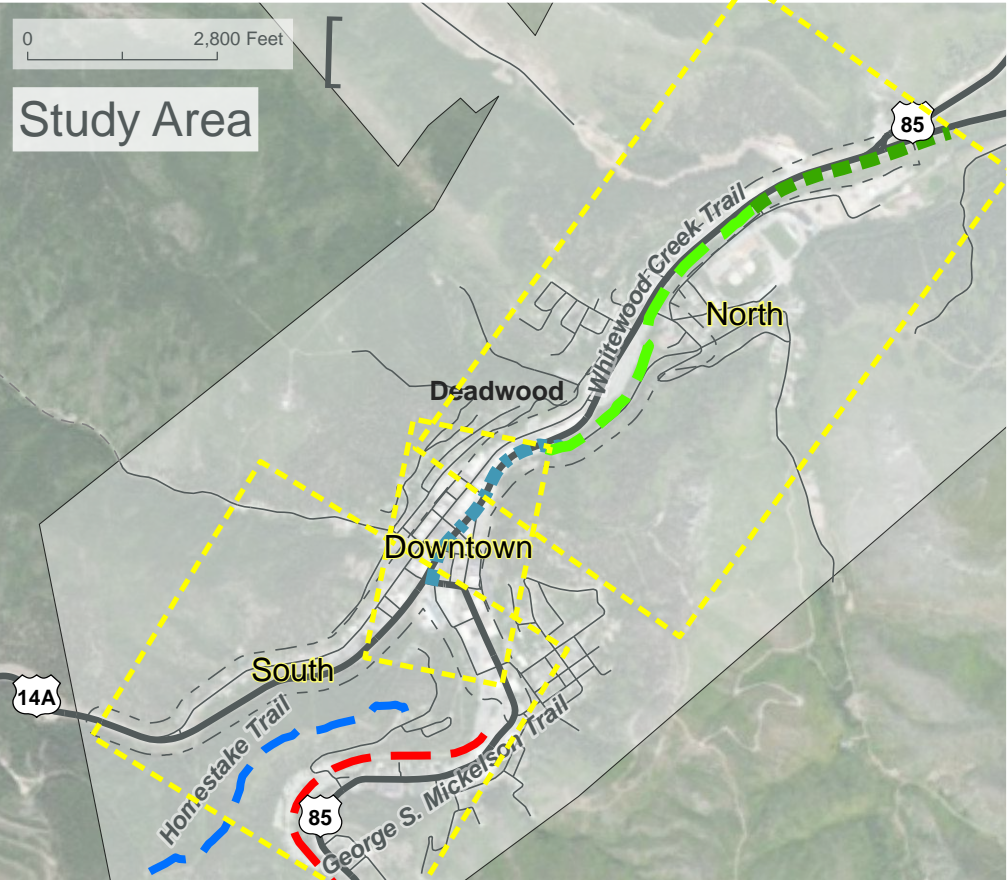 0 2,800 Feet
Study Area
85
Whitewood Creek Trail
North
Deadwood
Downtown
South
14A
Homestake Trail
George S. Mickelson Trail
85